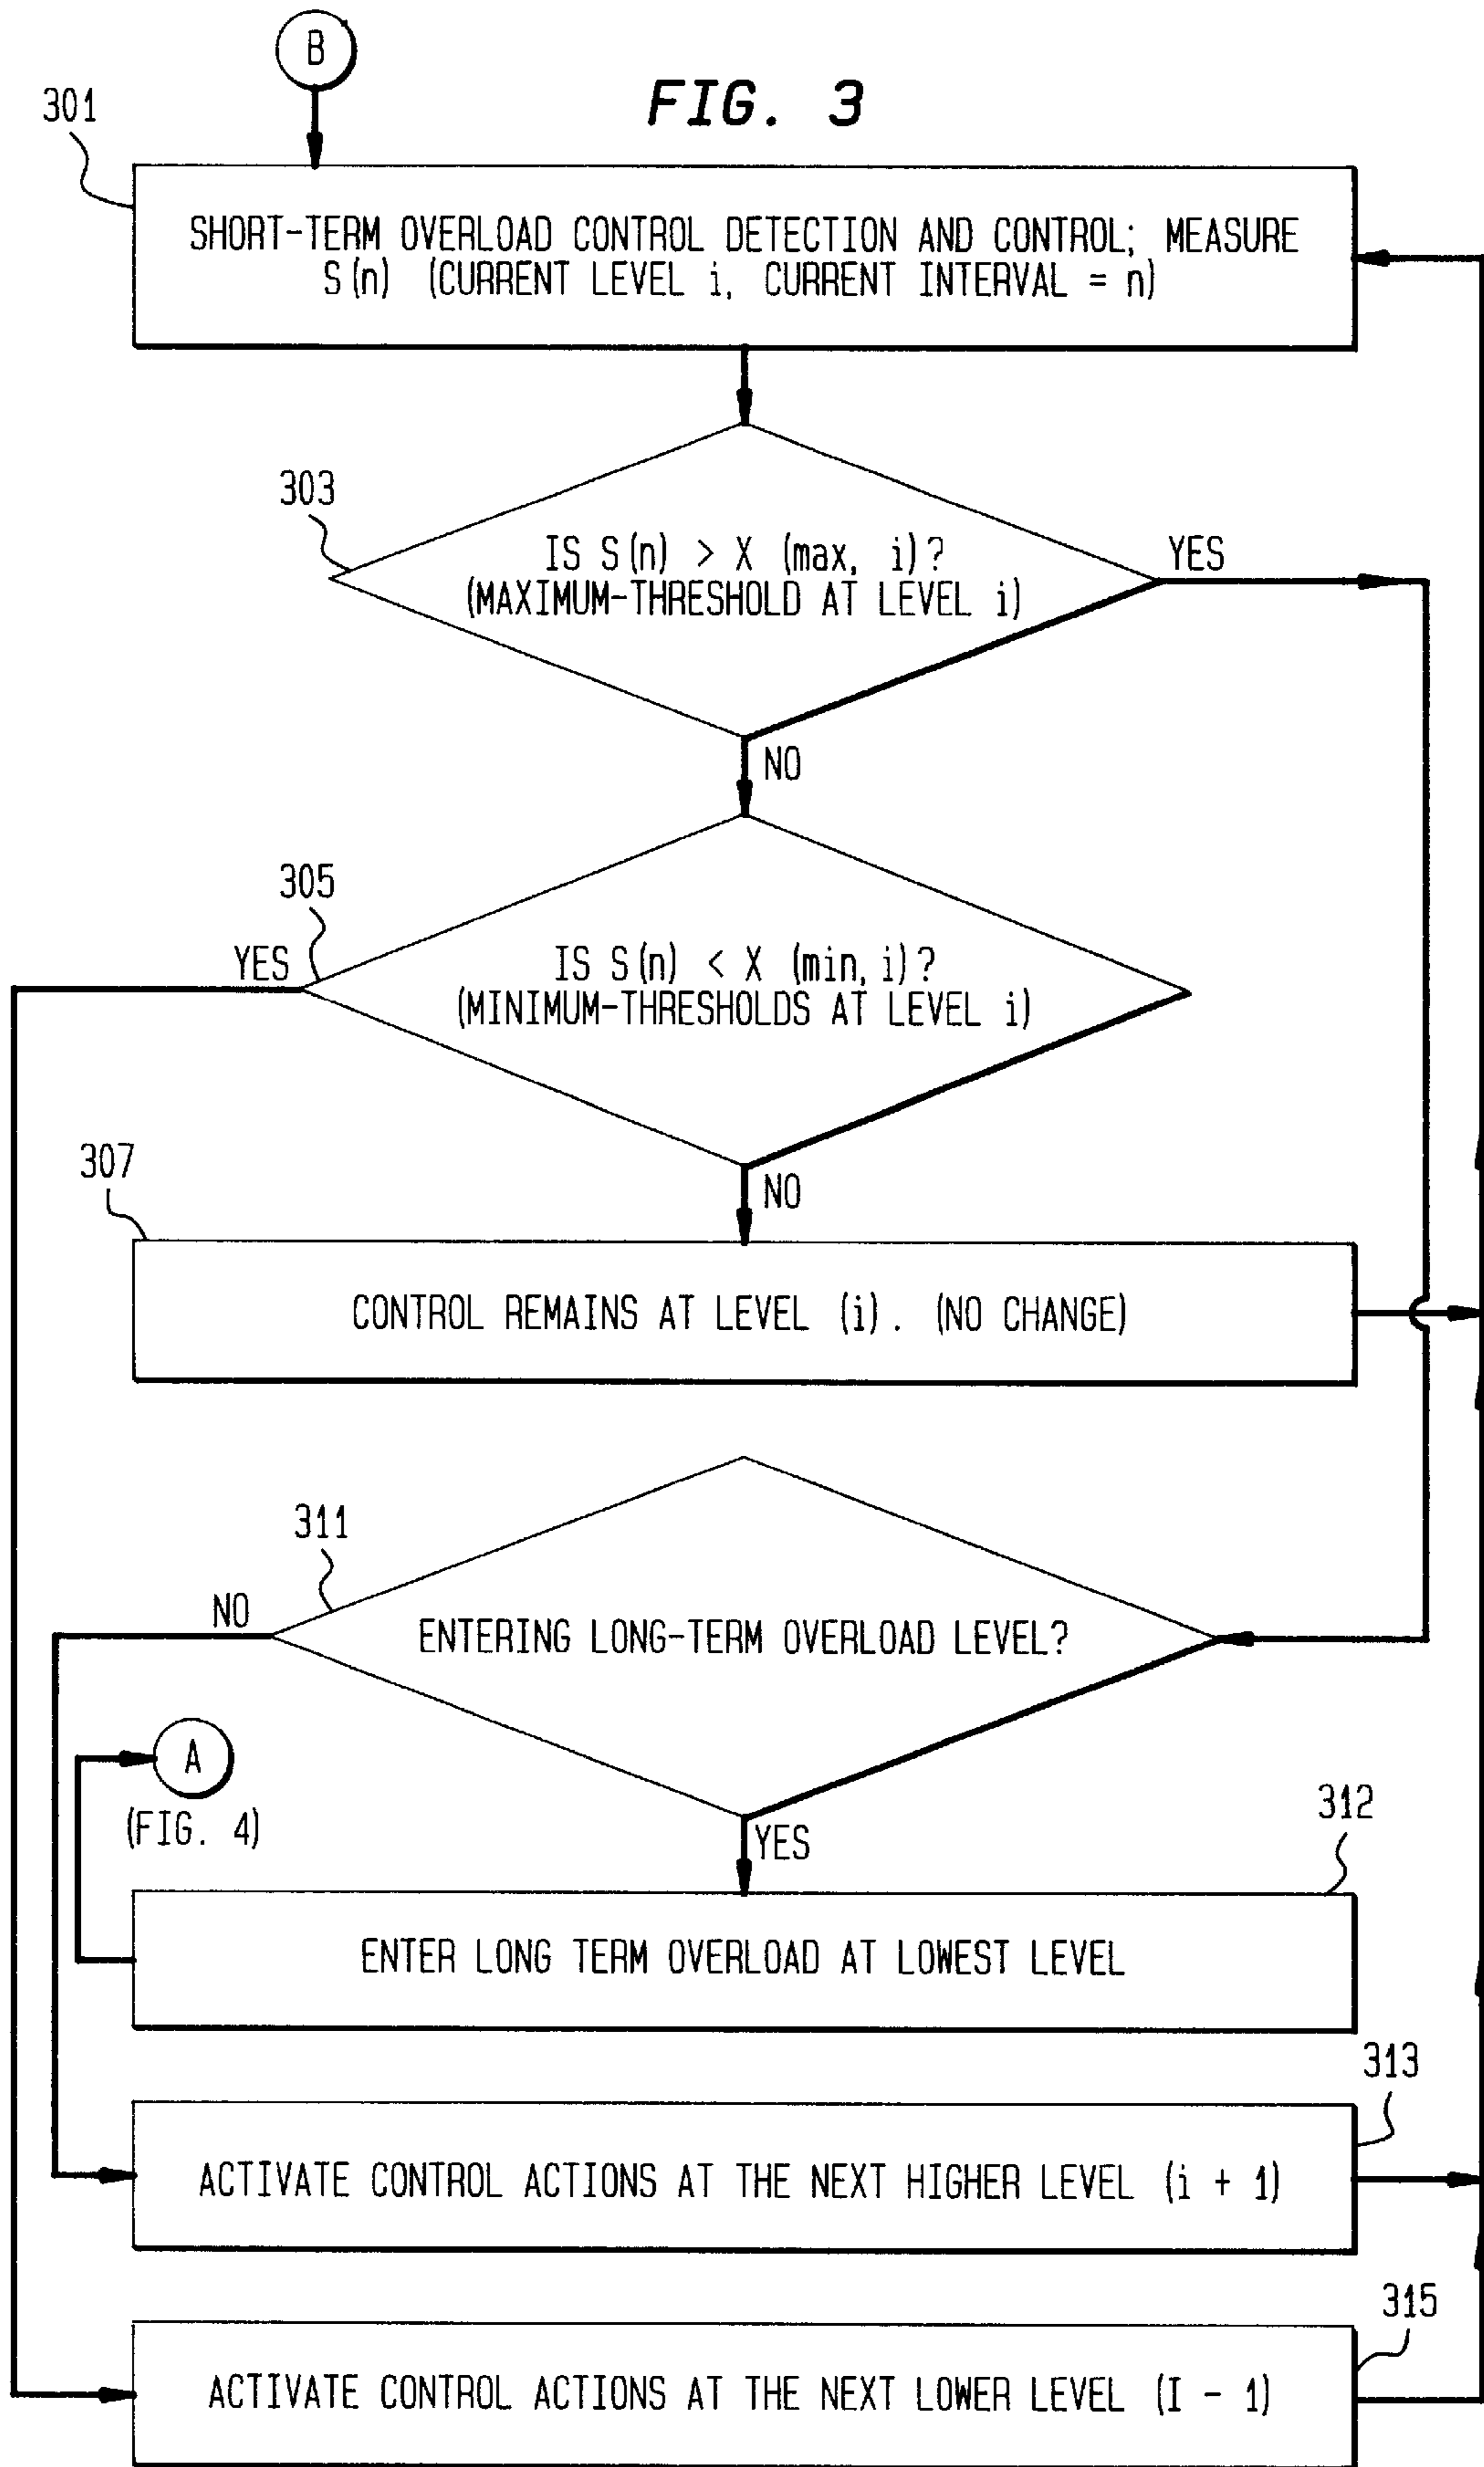 B
FIG. 3
301
SHORT-TERM OVERLOAD CONTROL DETECTION AND CONTROL; MEASURE
S(n) (CURRENT LEVEL i, CURRENT INTERVAL = n)
303
IS S(n) > X (max, i)?
(MAXIMUM-THRESHOLD AT LEVEL i)
YES
NO
305
YES
IS S(n) < X (min, i)?
(MINIMUM-THRESHOLDS AT LEVEL i)
NO
307
CONTROL REMAINS AT LEVEL (i). (NO CHANGE)
311
NO
ENTERING LONG-TERM OVERLOAD LEVEL?
A
(FIG. 4)
YES
312
ENTER LONG TERM OVERLOAD AT LOWEST LEVEL
313
ACTIVATE CONTROL ACTIONS AT THE NEXT HIGHER LEVEL (i + 1)
315
ACTIVATE CONTROL ACTIONS AT THE NEXT LOWER LEVEL (I - 1)